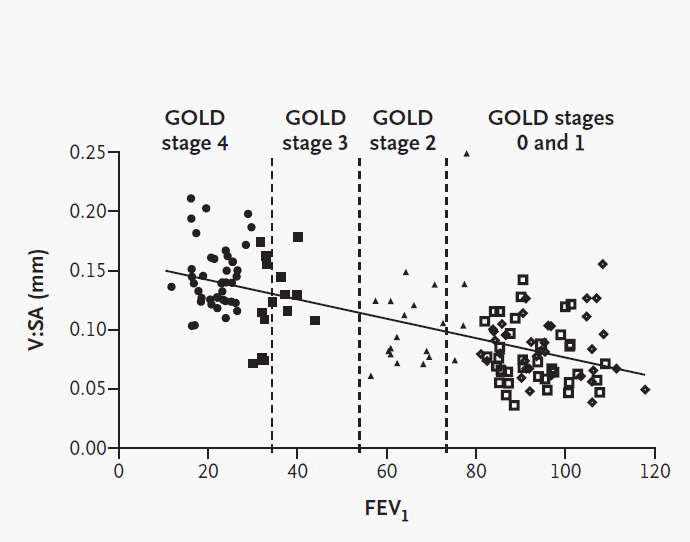 GOLD stage 4
GOLD stage 3
GOLD stage 2
GOLD stages 0 and 1
0.25
0.20
0.15
0.10
0.05
0.00
V:SA (mm)
0 20 40 60 80 100 120
FEV1